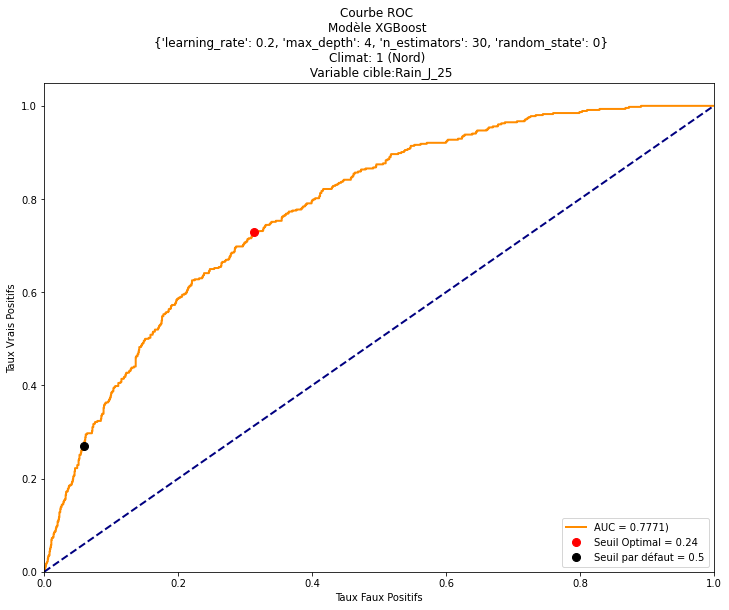 Courbe ROC
Modèle XGBoost
{'learning_rate': 0.2, 'max_depth': 4, 'n_estimators': 30, 'random_state': 0}
Climat: 1 (Nord)
Variable cible:Rain_J_25
1.0
0.8
0.6
0.4
0.2
0.0
Taux Vrais Positifs
AUC = 0.7771)
Seuil Optimal = 0.24
Seuil par défaut = 0.5
0.0 0.2 0.4 0.6 0.8 1.0
Taux Faux Positifs